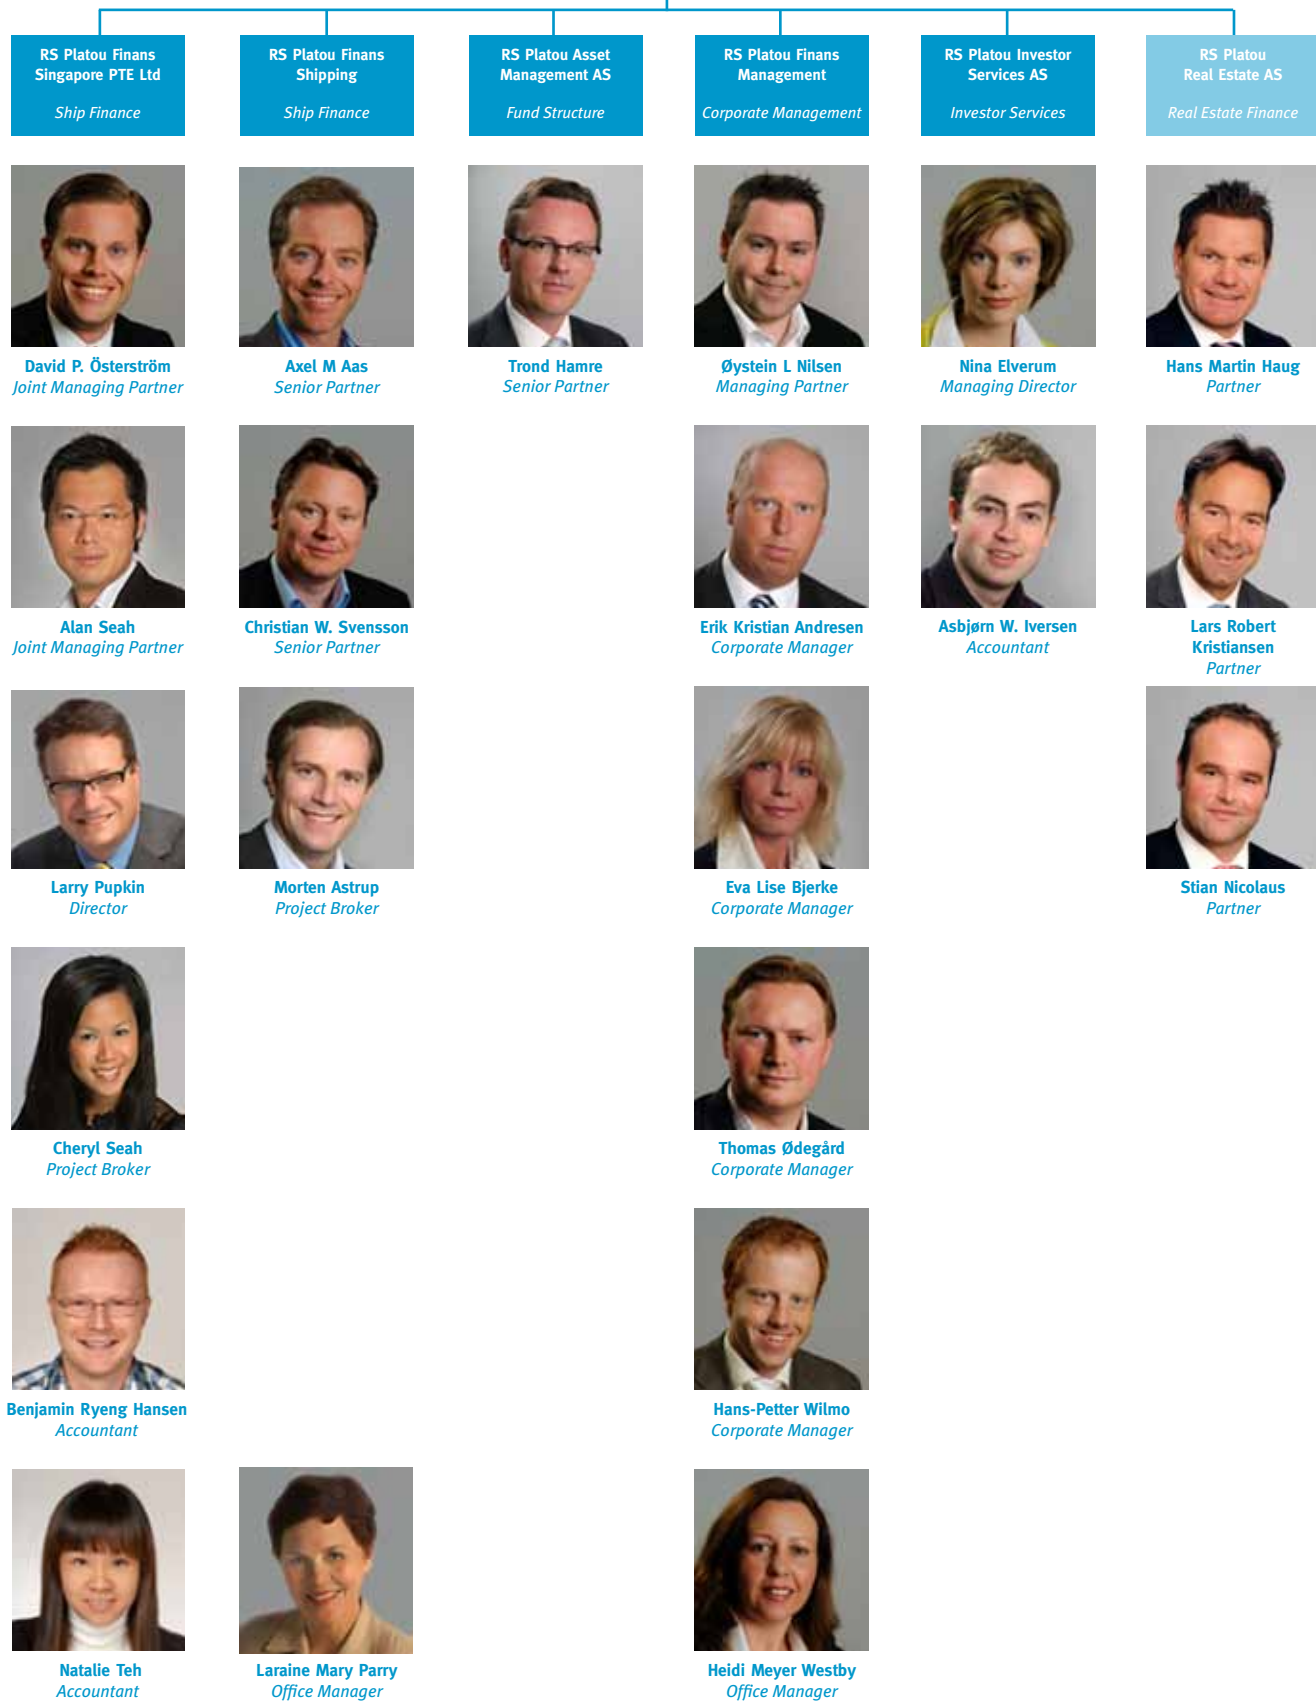 RS Platou Finans
Singapore PTE Ltd
Ship Finance
RS Platou Finans
Shipping
Ship Finance
RS Platou Asset
Management AS
Fund Structure
RS Platou Finans
Management
Corporate Management
RS Platou Investor
Services AS
Investor Services
RS Platou
Real Estate AS
Real Estate Finance
David P. Österström
Joint Managing Partner
Axel M Aas
Senior Partner
Trond Hamre
Senior Partner
Øystein L Nilsen
Managing Partner
Nina Elverum
Managing Director
Hans Martin Haug
Partner
Alan Seah
Joint Managing Partner
Christian W. Svensson
Senior Partner
Erik Kristian Andresen
Corporate Manager
Asbjørn W. Iversen
Accountant
Lars Robert
Kristiansen
Partner
Larry Pupkin
Director
Morten Astrup
Project Broker
Eva Lise Bjerke
Corporate Manager
Stian Nicolaus
Partner
Cheryl Seah
Project Broker
Thomas Ødegård
Corporate Manager
Benjamin Ryeng Hansen
Accountant
Hans-Petter Wilmo
Corporate Manager
Natalie Teh
Accountant
Laraine Mary Parry
Office Manager
Heidi Meyer Westby
Office Manager